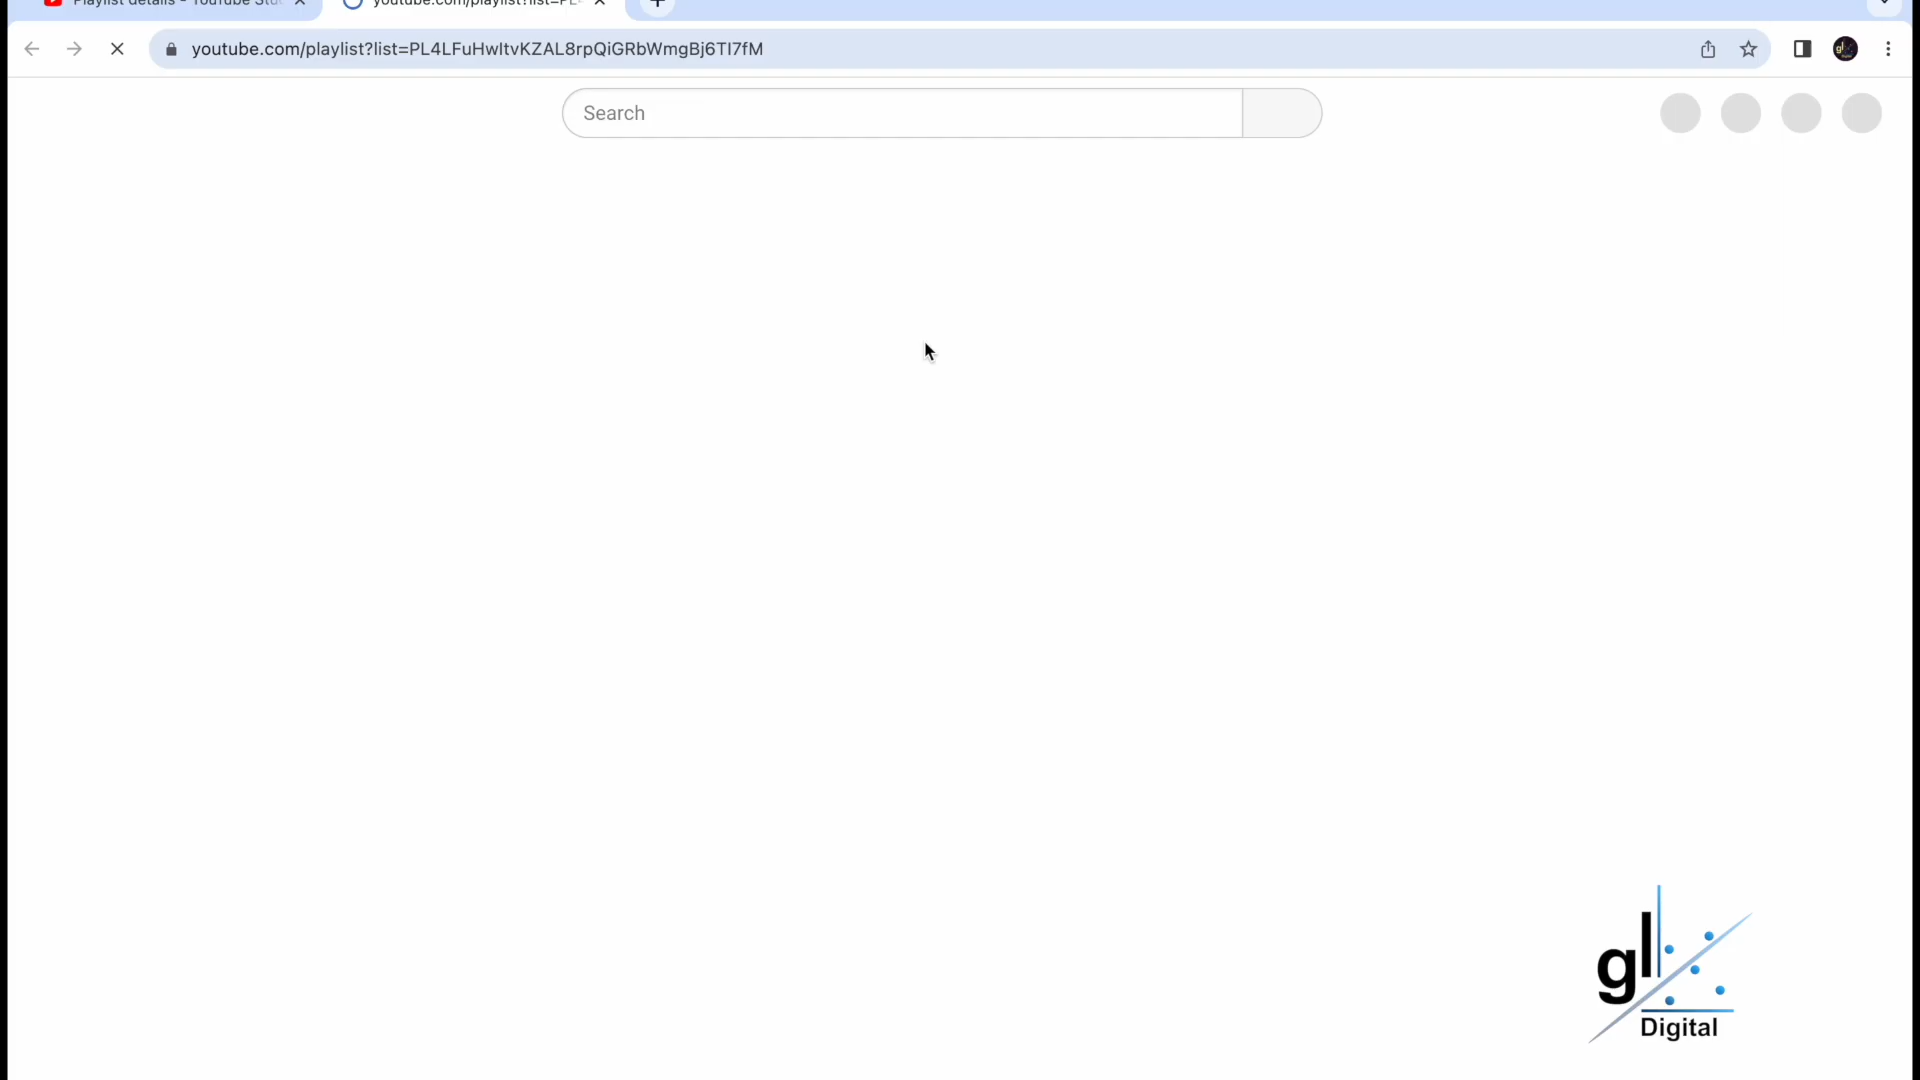 Playlist details - YouTube Stu
youtube.com/playlist?list=PL-
youtube.com/playlist?list=PL4LFuHwItvKZAL8rpQiGRbWmgBj6TI7fM
Search
gl
Digital